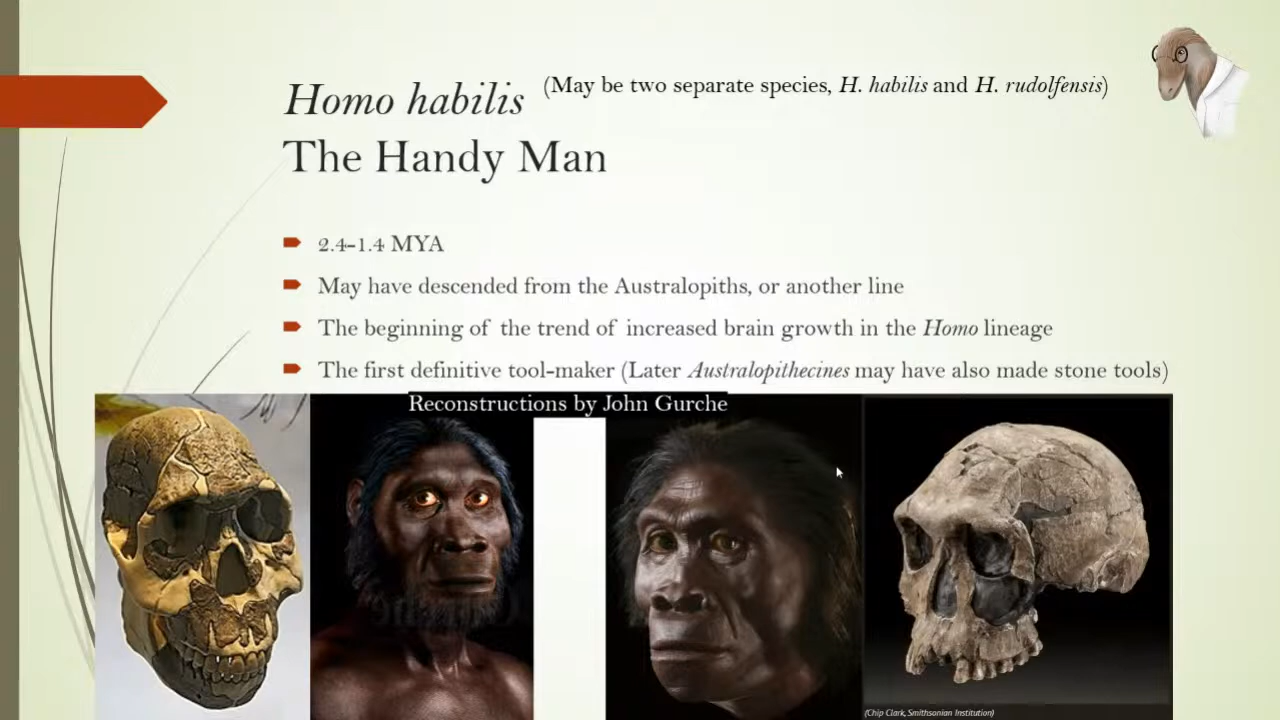 Homo habilis (May be two separate species, H. habilis and H. rudolfensis)
The Handy Man
2.4–1.4 MYA
May have descended from the Australopiths, or another line
The beginning of the trend of increased brain growth in the Homo lineage
The first definitive tool-maker (Later Australopithecines may have also made stone tools)
Reconstructions by John Gurche
(Chip Clark, Smithsonian Institution)